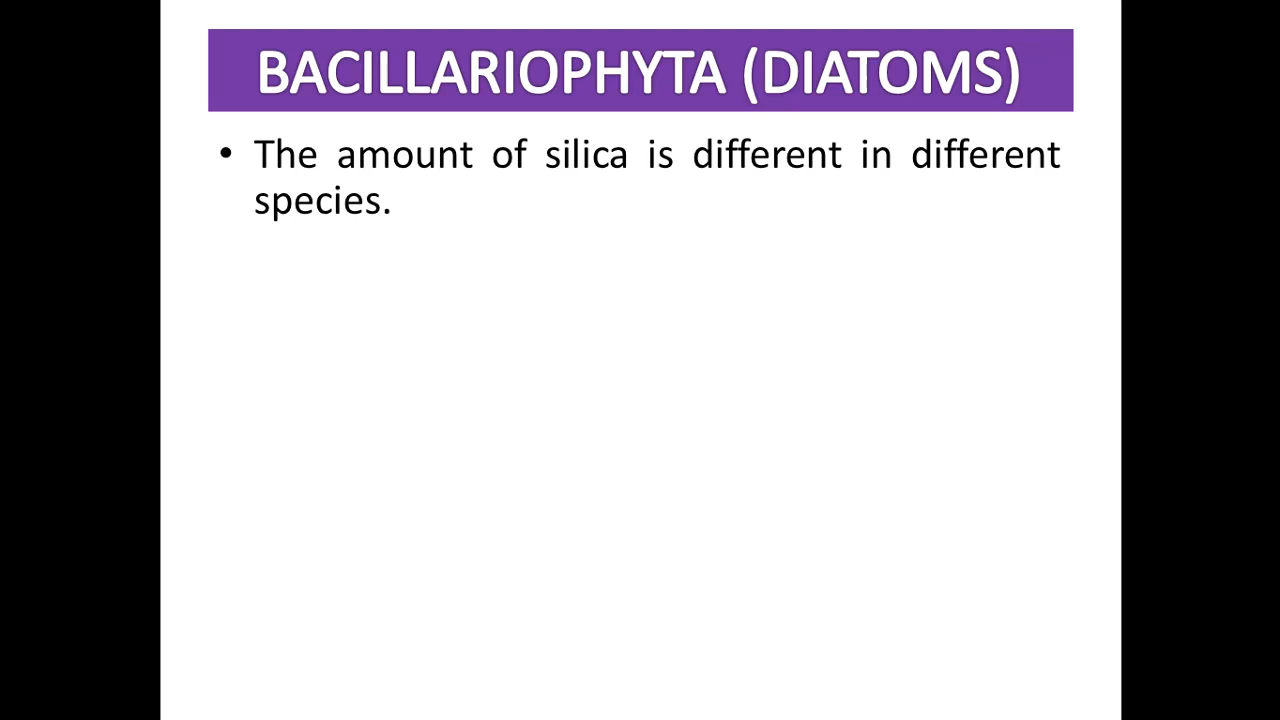 BACILLARIOPHYTA (DIATOMS)
• The amount of silica is different in different
species.